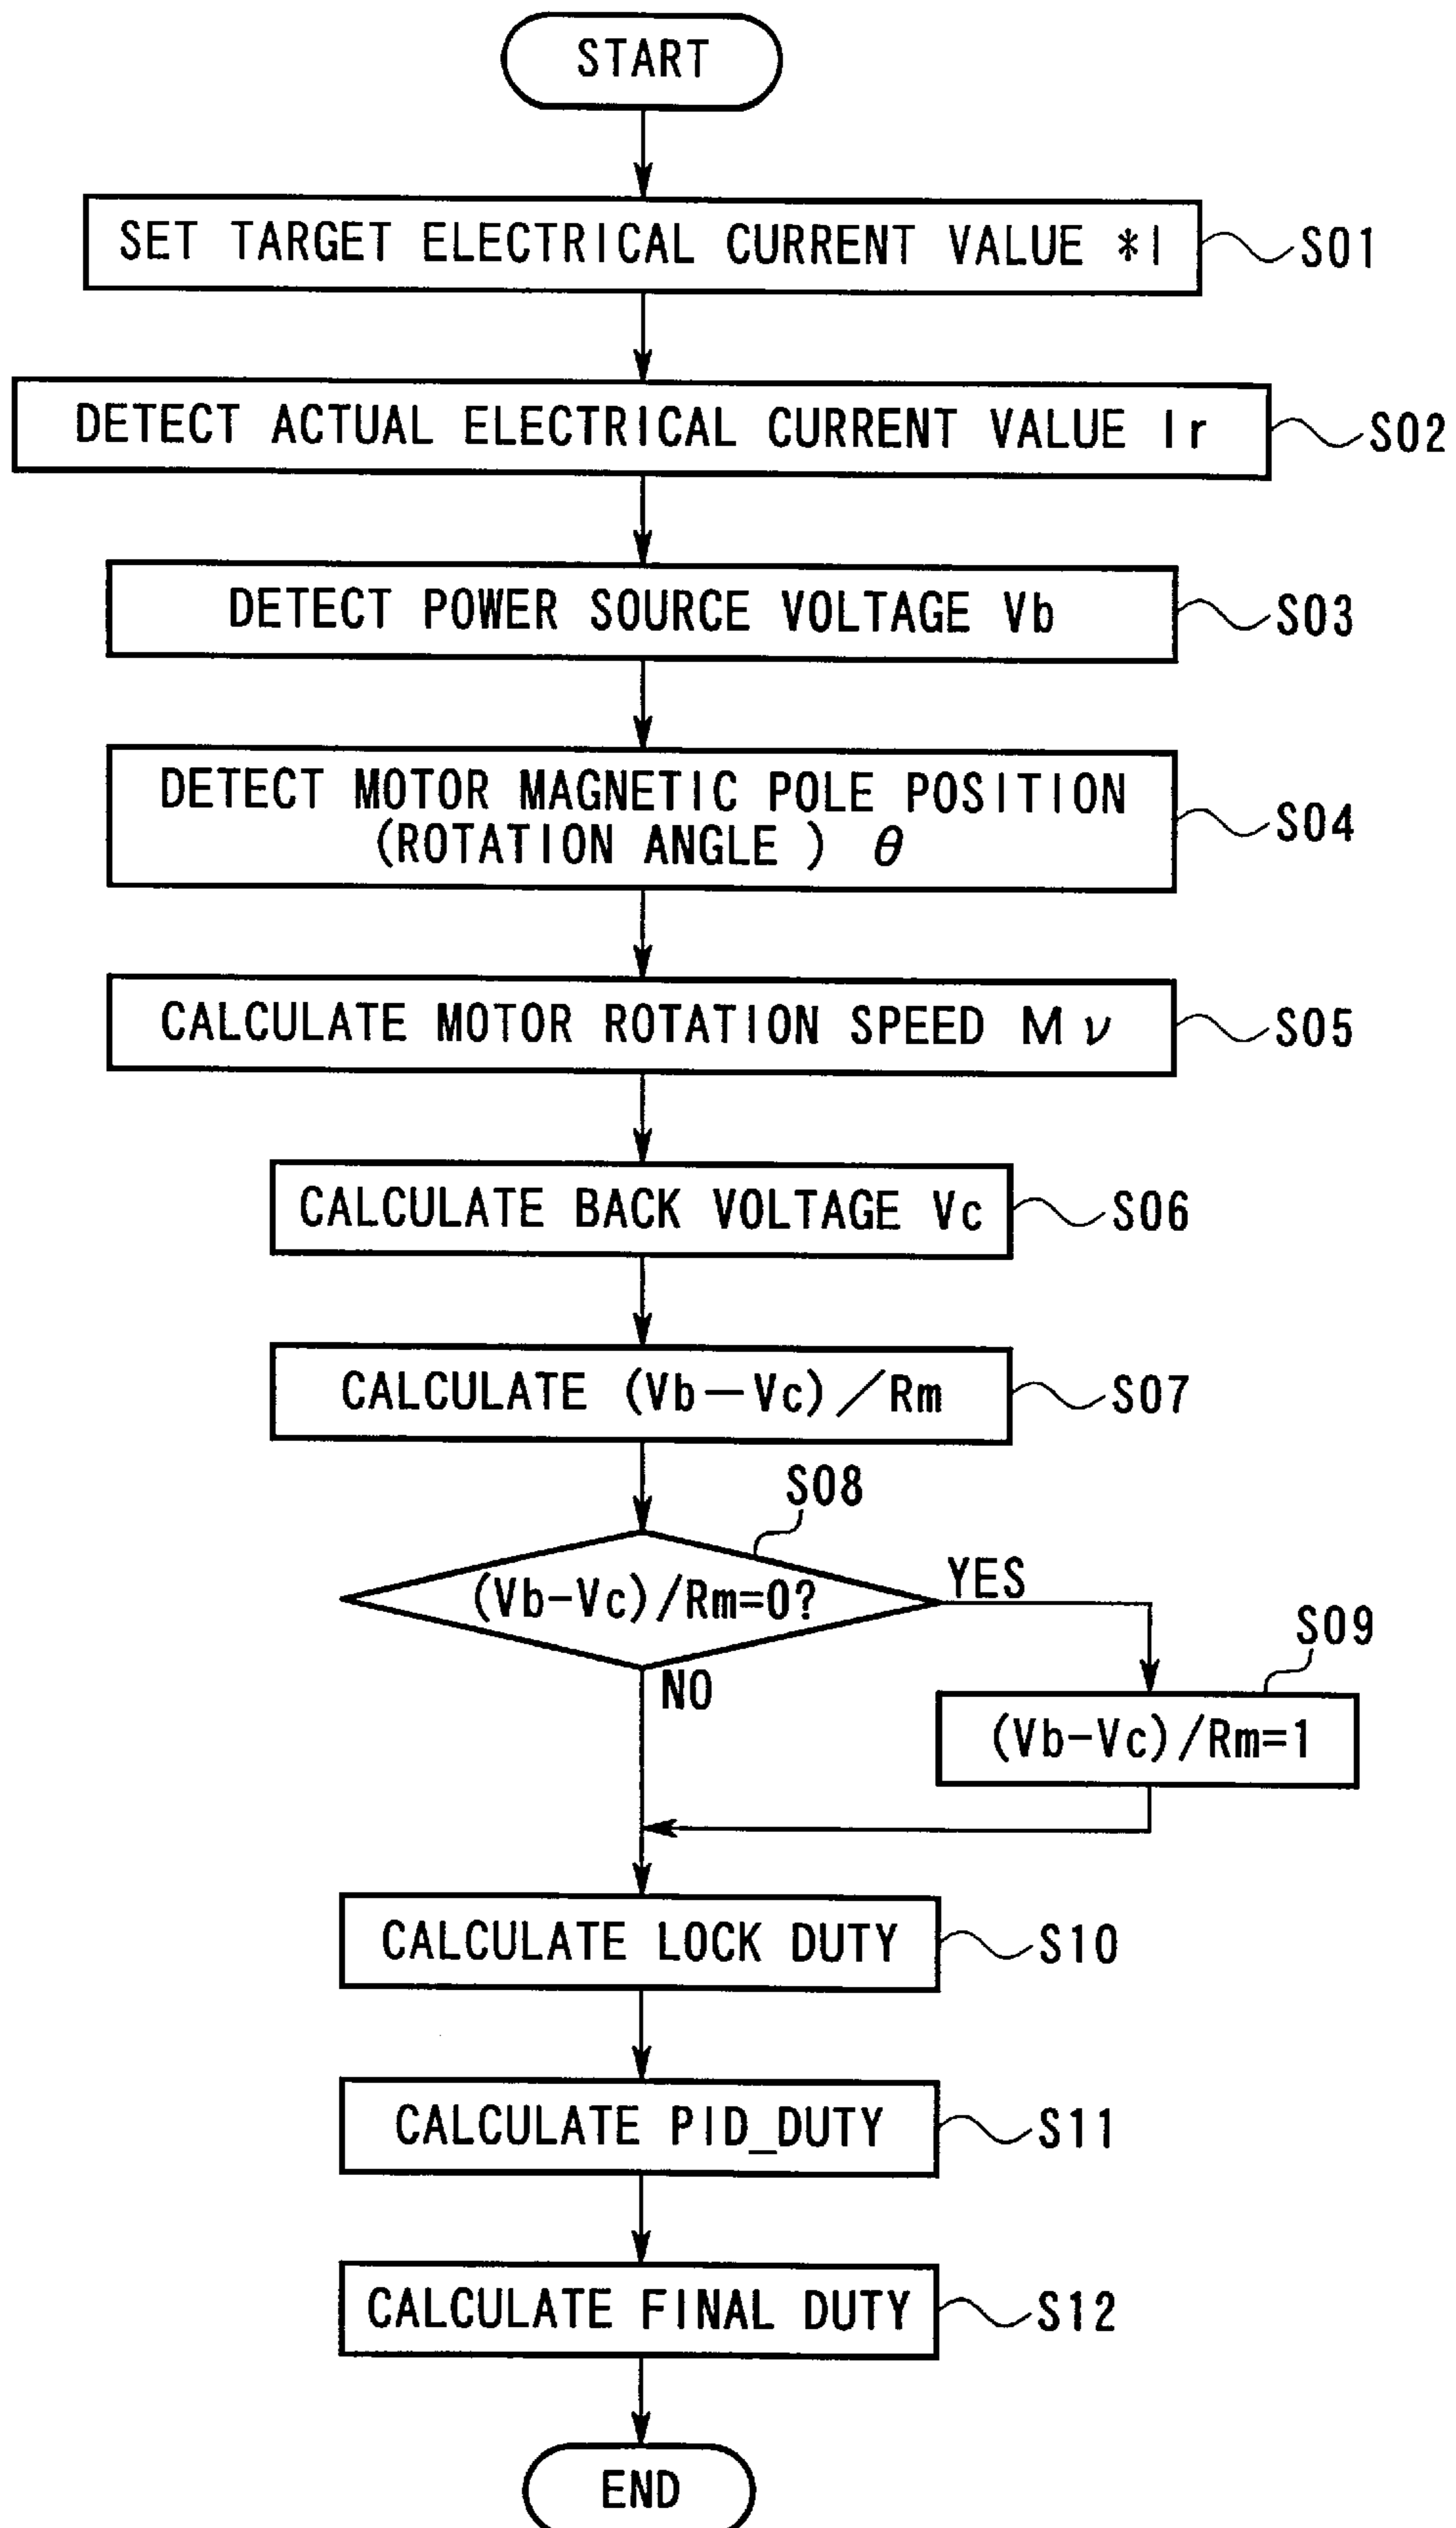 START
SET TARGET ELECTRICAL CURRENT VALUE *I
S01
DETECT ACTUAL ELECTRICAL CURRENT VALUE Ir
S02
DETECT POWER SOURCE VOLTAGE Vb
S03
DETECT MOTOR MAGNETIC POLE POSITION
(ROTATION ANGLE ) θ
S04
CALCULATE MOTOR ROTATION SPEED M ν
S05
CALCULATE BACK VOLTAGE Vc
S06
CALCULATE (Vb-Vc)/Rm
S07
S08
(Vb-Vc)/Rm=0?
YES
NO
S09
(Vb-Vc)/Rm=1
CALCULATE LOCK DUTY
S10
CALCULATE PID_DUTY
S11
CALCULATE FINAL DUTY
S12
END